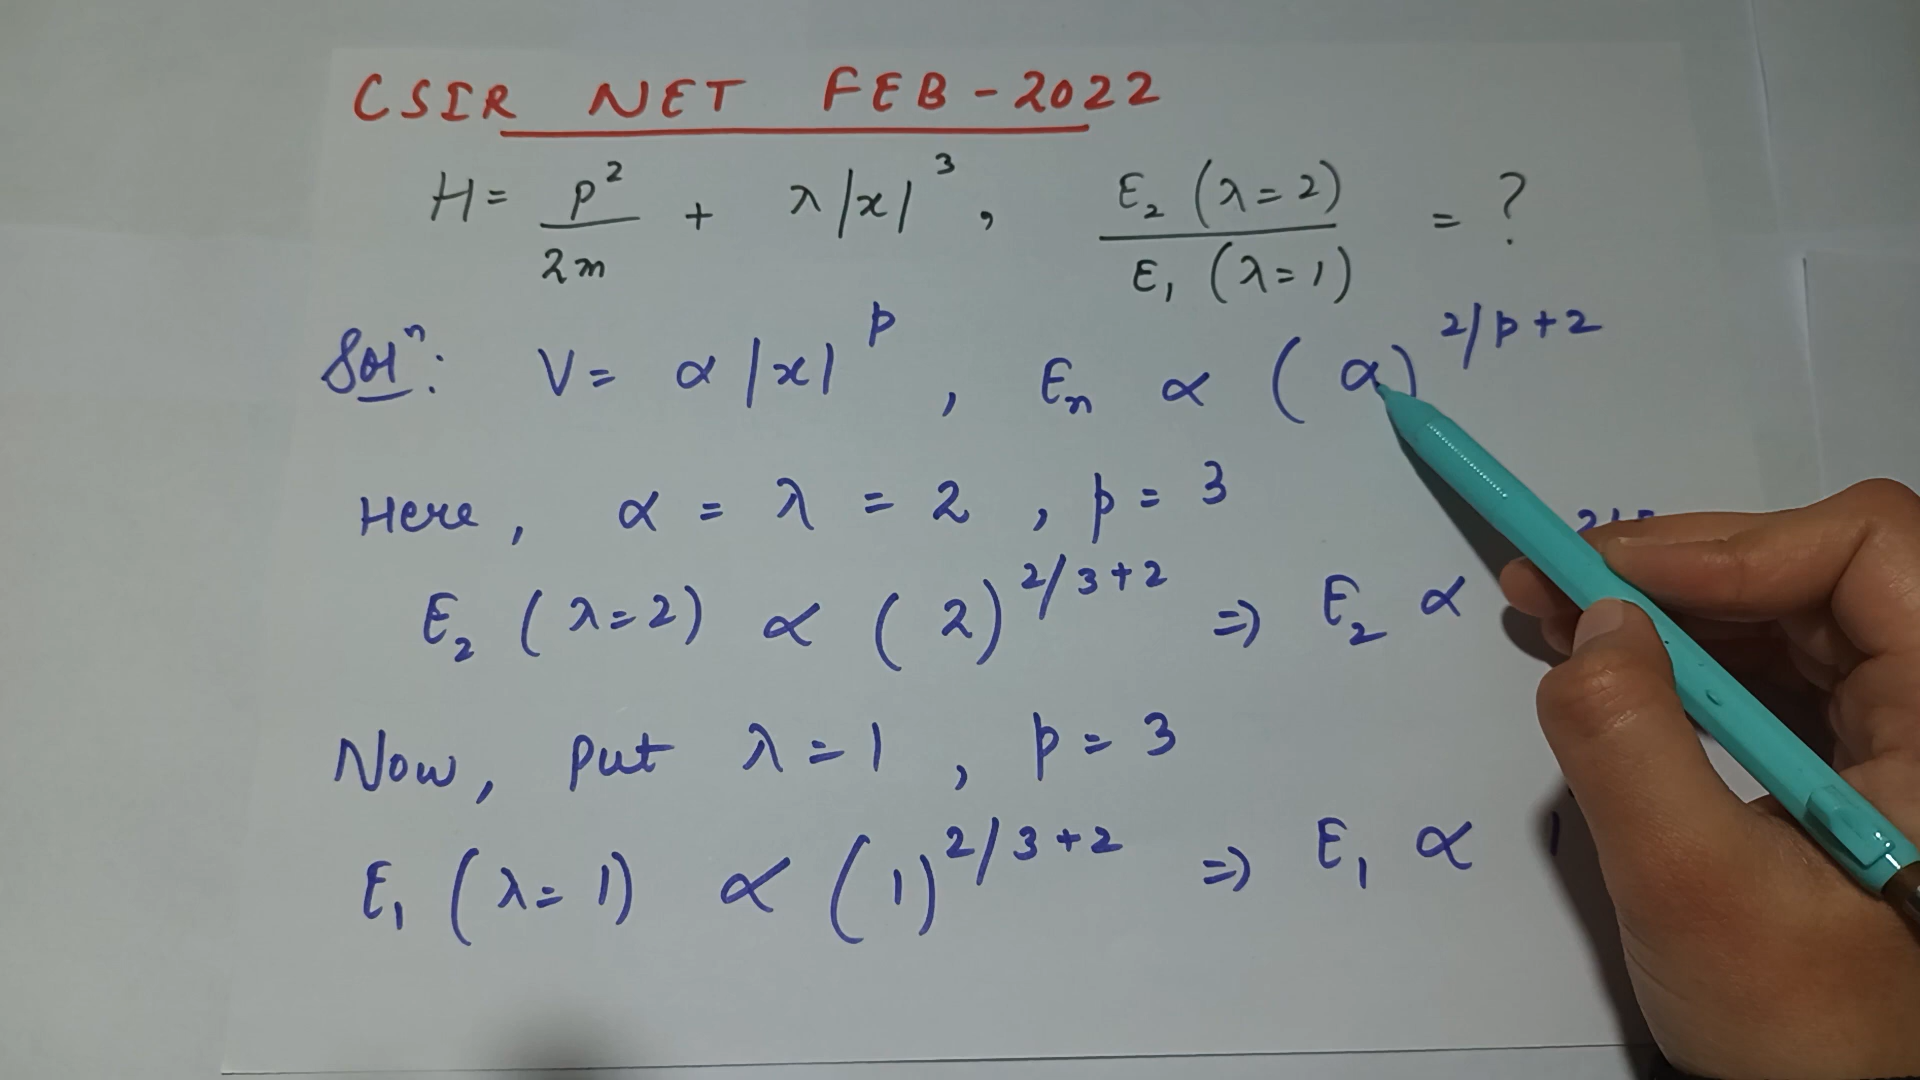 CSIR NET FEB-2022
H = p²/2m + λ|x|³, E₂ (λ=2) / E₁ (λ=1) = ?
Solⁿ: V = α|x|^p, Eₙ ∝ (α)^2/p+2
Here, α = λ = 2, p = 3
E₂ (λ=2) ∝ (2)^2/3+2 ⇒ E₂ ∝
Now, put λ=1, p = 3
E₁ (λ=1) ∝ (1)^2/3+2 ⇒ E₁ ∝